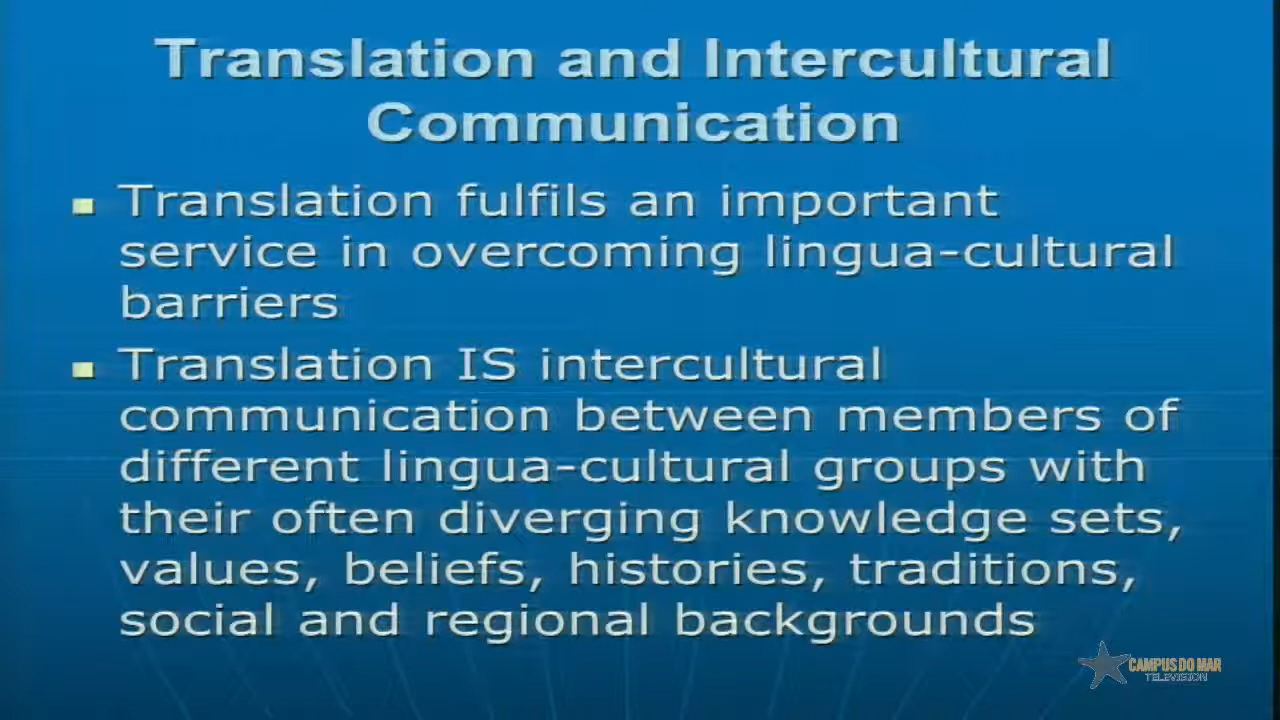 Translation and Intercultural
Communication
Translation fulfils an important
service in overcoming lingua-cultural
barriers
Translation IS intercultural
communication between members of
different lingua-cultural groups with
their often diverging knowledge sets,
values, beliefs, histories, traditions,
social and regional backgrounds
CAMPUS DO MAR
TELEVISION